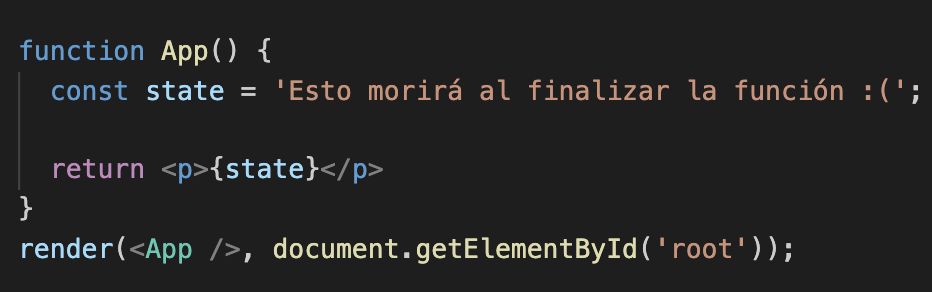 function App() {
const state = 'Esto morirá al finalizar la función :(';
return <p>{state}</p>
}
render(<App />, document.getElementById('root'));